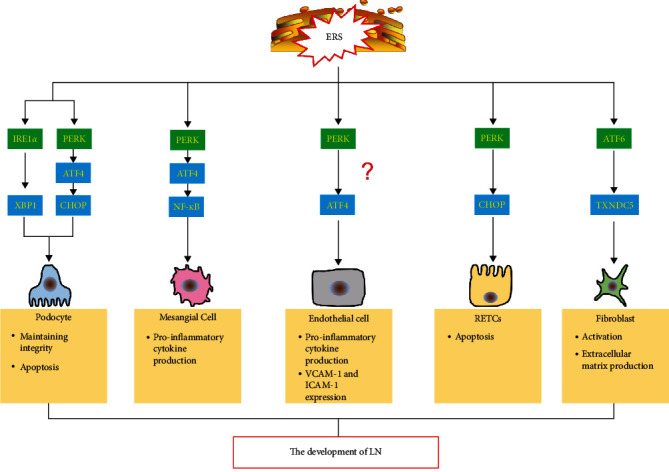 ERS
IRE1α
PERK
PERK
PERK
PERK
ATF6
ATF4
ATF4
XBP1
CHOP
NF-κB
?
ATF4
CHOP
TXNDC5
Podocyte
• Maintaining
integrity
• Apoptosis
Mesangial Cell
• Pro-inflammatory
cytokine
production
Endothelial cell
• Pro-inflammatory
cytokine
production
• VCAM-1 and
ICAM-1
expression
RETCs
• Apoptosis
Fibroblast
• Activation
• Extracellular
matrix production
The development of LN